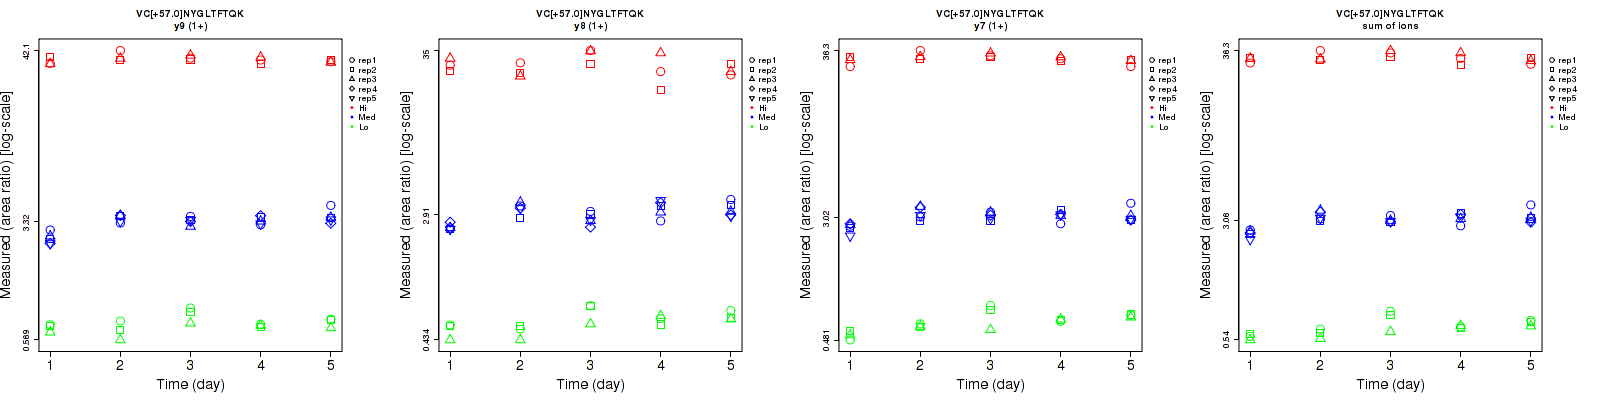 VC[+57.0]NYGLTFTQK
y9 (1+)
Measured (area ratio) [log-scale]
42.1
3.32
0.569
1 2 3 4 5
Time (day)
rep1
rep2
rep3
rep4
rep5
Hi
Med
Lo
VC[+57.0]NYGLTFTQK
y8 (1+)
Measured (area ratio) [log-scale]
35
2.91
0.434
1 2 3 4 5
Time (day)
rep1
rep2
rep3
rep4
rep5
Hi
Med
Lo
VC[+57.0]NYGLTFTQK
y7 (1+)
Measured (area ratio) [log-scale]
36.3
3.02
0.481
1 2 3 4 5
Time (day)
rep1
rep2
rep3
rep4
rep5
Hi
Med
Lo
VC[+57.0]NYGLTFTQK
sum of ions
Measured (area ratio) [log-scale]
36.3
3.06
0.54
1 2 3 4 5
Time (day)
rep1
rep2
rep3
rep4
rep5
Hi
Med
Lo